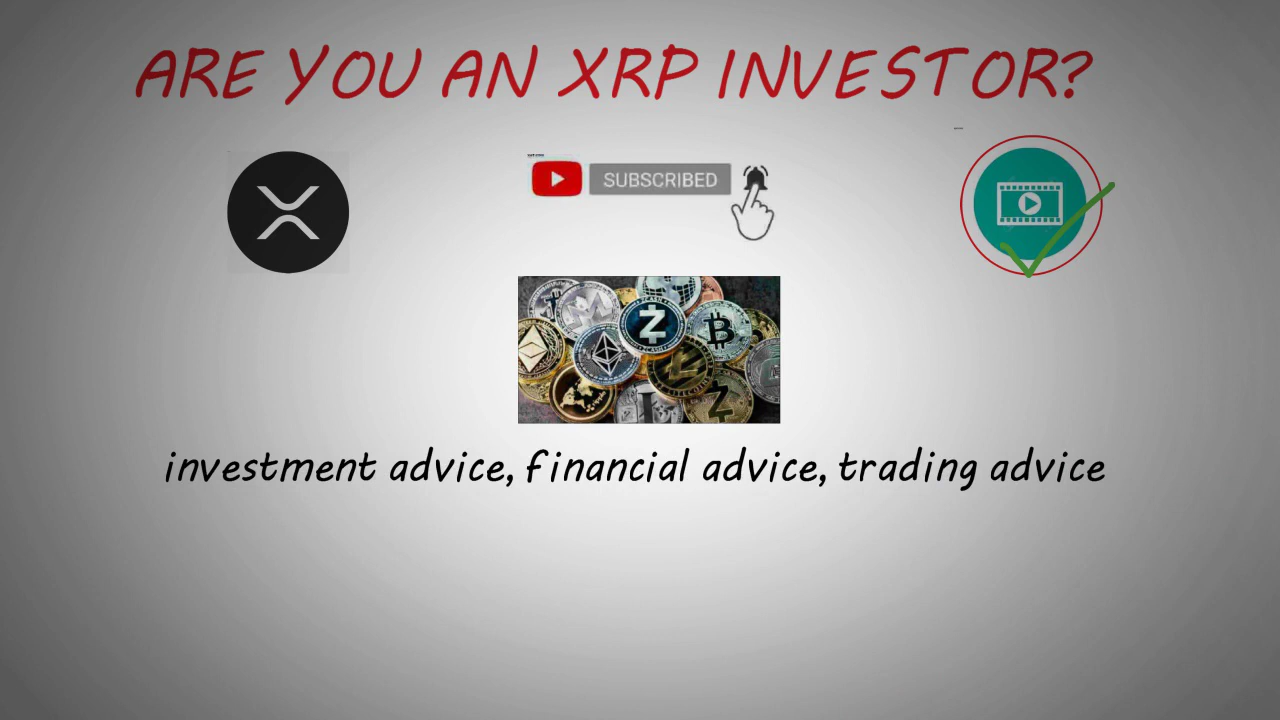 ARE YOU AN XRP INVESTOR?
SUBSCRIBED
investment advice, financial advice, trading advice